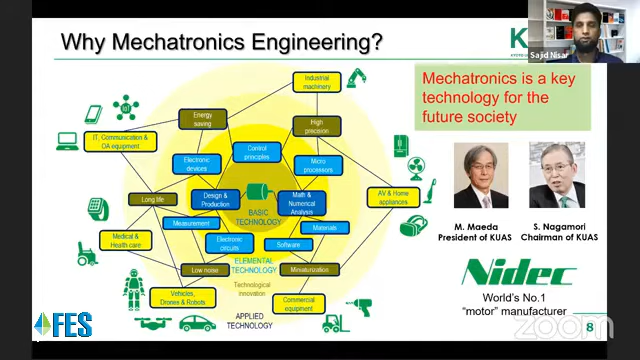 Why Mechatronics Engineering?
K
Sajid Nisar
Industrial
machinery
Mechatronics is a key
technology for the
future society
IoT
Energy
saving
High
precision
IT, Communication &
OA equipment
Control
principles
Electronic
devices
Micro
processors
Long life
Design &
Production
Math &
Numerical
Analysis
AV & Home
appliances
BASIC
TECHNOLOGY
Measurement
Materials
Medical &
Health care
Electronic
circuits
Software
M. Maeda
President of KUAS
S. Nagamori
Chairman of KUAS
ELEMENTAL
TECHNOLOGY
Low noise
Miniaturization
Technological
innovation
Vehicles,
Drones & Robots
Commercial
equipment
APPLIED
TECHNOLOGY
Nidec
World's No.1
"motor" manufacturer
FES
zoom
8